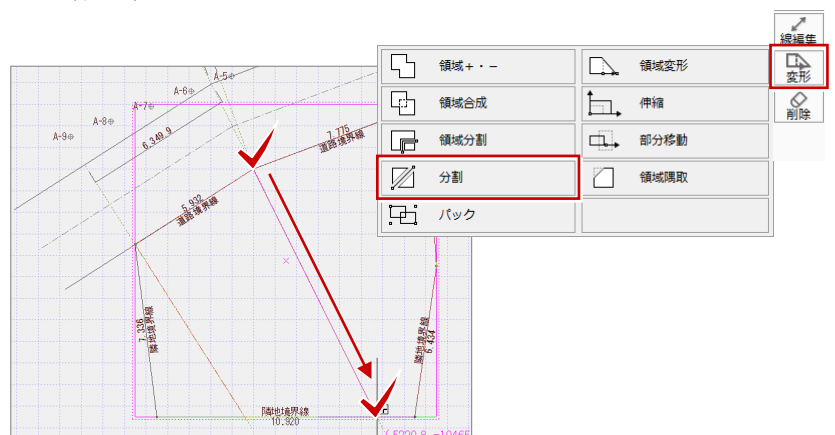 線編集
変形
削除
領域+・-
領域変形
領域合成
伸縮
領域分割
部分移動
分割
領域隅取
パック
A-5
A-6
A-7
A-8
A-9
6,349.9
7.775
道路境界線
5.932
道路境界線
7.336
隣地境界線
隣地境界線
5.434
隣地境界線
10.920